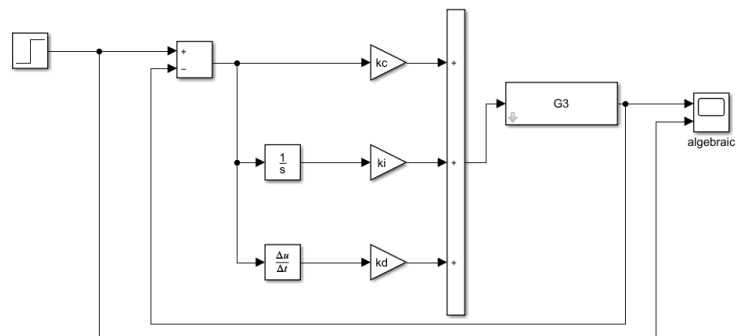 +
−
kc
+
G3
algebraic
1
s
ki
+
Δu
Δt
kd
+